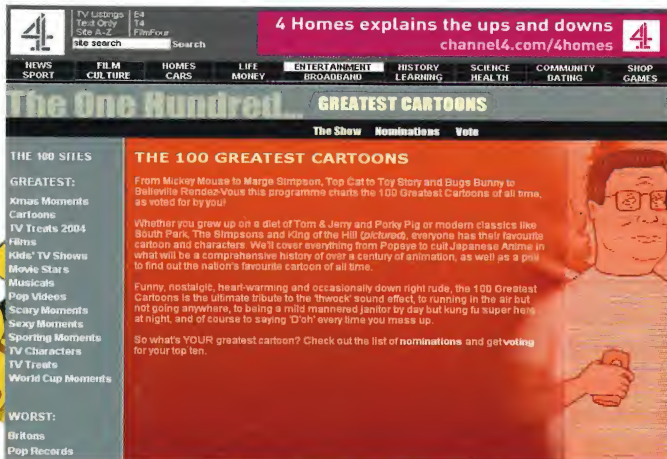 TV Listings E4
Text Only T4
Site A-Z FilmFour
site search Search
4 Homes explains the ups and downs
channel4.com/4homes
NEWS FILM HOMES LIFE ENTERTAINMENT HISTORY SCIENCE COMMUNITY SHOP
SPORT CULTURE CARS MONEY BROADBAND LEARNING HEALTH DATING GAMES
The One Hundred... GREATEST CARTOONS
The Show Nominations Vote
THE 100 SITES
GREATEST:
Xmas Moments
Cartoons
TV Treats 2004
Films
Kids' TV Shows
Movie Stars
Musicals
Pop Videos
Scary Moments
Sexy Moments
Sporting Moments
TV Characters
TV Treats
World Cup Moments
WORST:
Britons
Pop Records
THE 100 GREATEST CARTOONS
From Mickey Mouse to Marge Simpson, Top Cat to Toy Story and Bugs Bunny to
Belleville Rendez-Vous this programme charts the 100 Greatest Cartoons of all time,
as voted for by you!
Whether you grew up on a diet of Tom & Jerry and Porky Pig or modern classics like
South Park, The Simpsons and King of the Hill (pictured), everyone has their favourite
cartoon and characters. We'll cover everything from Popeye to cult Japanese Anime in
what will be a comprehensive history of over a century of animation, as well as a poll
to find out the nation's favourite cartoon of all time.
Funny, nostalgic, heart-warming and occasionally down right rude, the 100 Greatest
Cartoons is the ultimate tribute to the 'thwock' sound effect, to running in the air but
not going anywhere, to being a mild mannered janitor by day but kung fu super hero
at night, and of course to saying 'D'oh' every time you mess up.
So what's YOUR greatest cartoon? Check out the list of nominations and get voting
for your top ten.